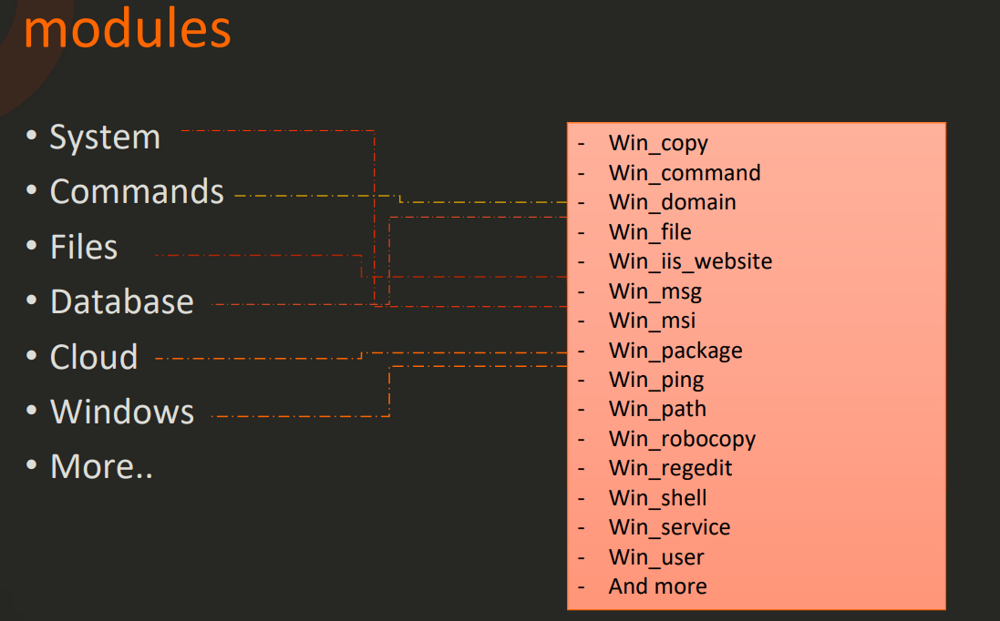 modules
• System
• Commands
• Files
• Database
• Cloud
• Windows
• More..
- Win_copy
- Win_command
- Win_domain
- Win_file
- Win_iis_website
- Win_msg
- Win_msi
- Win_package
- Win_ping
- Win_path
- Win_robocopy
- Win_regedit
- Win_shell
- Win_service
- Win_user
- And more